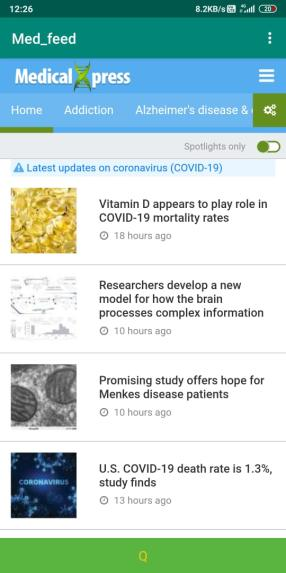 12:26
8.2KB/s 4G 20
Med_feed
Medical Xpress
Home Addiction Alzheimer's disease &
Spotlights only
Latest updates on coronavirus (COVID-19)
Vitamin D appears to play role in
COVID-19 mortality rates
18 hours ago
Researchers develop a new
model for how the brain
processes complex information
10 hours ago
Promising study offers hope for
Menkes disease patients
10 hours ago
CORONAVIRUS
U.S. COVID-19 death rate is 1.3%,
study finds
13 hours ago
Q